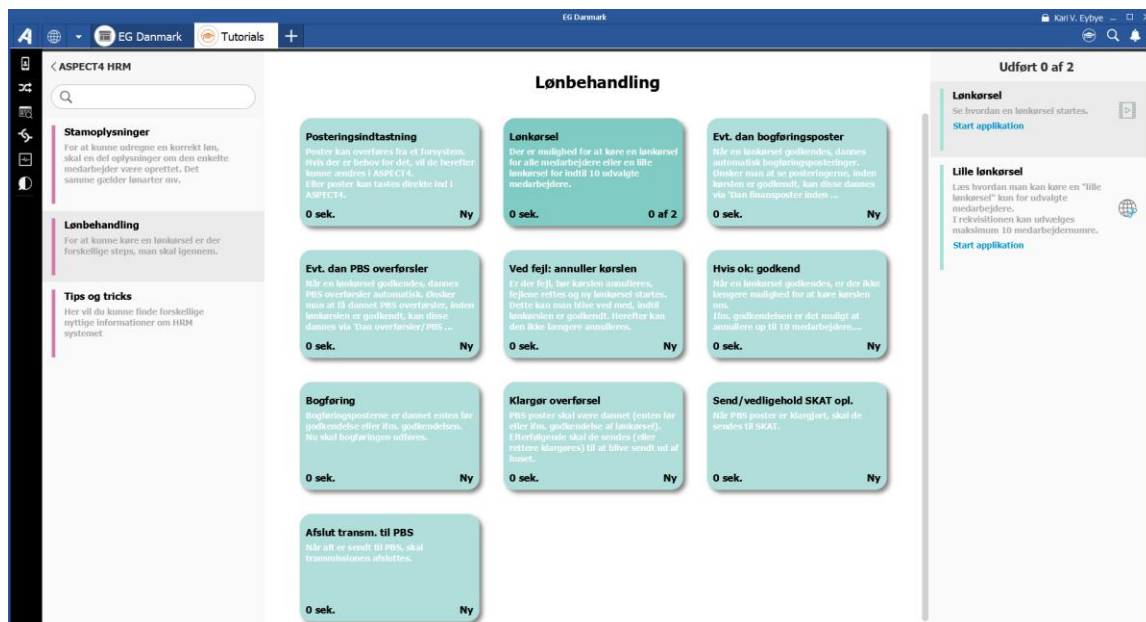 EG Danmark
Kari V. Eybye
EG Danmark
Tutorials
ASPECT4 HRM
Stamoplysninger
For at kunne udregne en korrekt løn,
skal en del oplysninger om den enkelte
medarbejder være oprettet. Det
samme gælder lønarter mv.
Lønbehandling
For at kunne køre en lønkørsel er der
forskellige steps, man skal igennem.
Tips og tricks
Her vil du kunne finde forskellige
nyttige informationer om HRM
systemet
Lønbehandling
Posteringsindtastning
Poster kan overføres fra et forsystem.
Hvis der er behov for det, vil de herefter
kunne ændres i ASPECT4.
Eller poster kan tastes direkte ind i
ASPECT4.
0 sek. Ny
Lønkørsel
Der er mulighed for at køre en lønkørsel
for alle medarbejdere eller en lille
lønkørsel for indtil 10 udvalgte
medarbejdere.
0 sek. 0 af 2
Evt. dan bogføringsposter
Når en lønkørsel godkendes, dannes
automatisk bogføringsposteringer.
Ønsker man at se posteringerne, inden
kørslen er godkendt, kan disse dannes
via 'Dan finansposter inden ...
0 sek. Ny
Evt. dan PBS overførsler
Når en lønkørsel godkendes, dannes
PBS overførsler automatisk. Ønsker
man at få dannet PBS overførsler, inden
lønkørslen er godkendt, kan disse
dannes via 'Dan overførsler/PBS ...
0 sek. Ny
Ved fejl: annuller kørslen
Er der fejl, bør kørslen annulleres,
fejlene rettes og ny lønkørsel startes.
Dette kan man blive ved med, indtil
lønkørslen er godkendt. Herefter kan
den ikke længere annulleres.
0 sek. Ny
Hvis ok: godkend
Når en lønkørsel godkendes, er der ikke
længere mulighed for at køre kørslen
om.
Ifm. godkendelsen er det muligt at
annullere op til 10 medarbejdere....
0 sek. Ny
Bogføring
Bogføringsposterne er dannet enten før
godkendelse eller ifm. godkendelsen.
Nu skal bogføringen udføres.
0 sek. Ny
Klargør overførsel
PBS poster skal være dannet (enten før
eller ifm. godkendelse af lønkørsel).
Efterfølgende skal de sendes (eller
rettere klargøres) til at blive sendt ud af
huset.
0 sek. Ny
Send/vedligehold SKAT opl.
Når PBS poster er klargjort, skal de
sendes til SKAT.
0 sek. Ny
Afslut transm. til PBS
Når alt er sendt til PBS, skal
transmissionen afsluttes.
0 sek. Ny
Udført 0 af 2
Lønkørsel
Se hvordan en lønkørsel startes.
Start applikation
Lille lønkørsel
Læs hvordan man kan køre en "lille
lønkørsel" kun for udvalgte
medarbejdere.
I rekvisitionen kan udvælges
maksimum 10 medarbejdernumre.
Start applikation